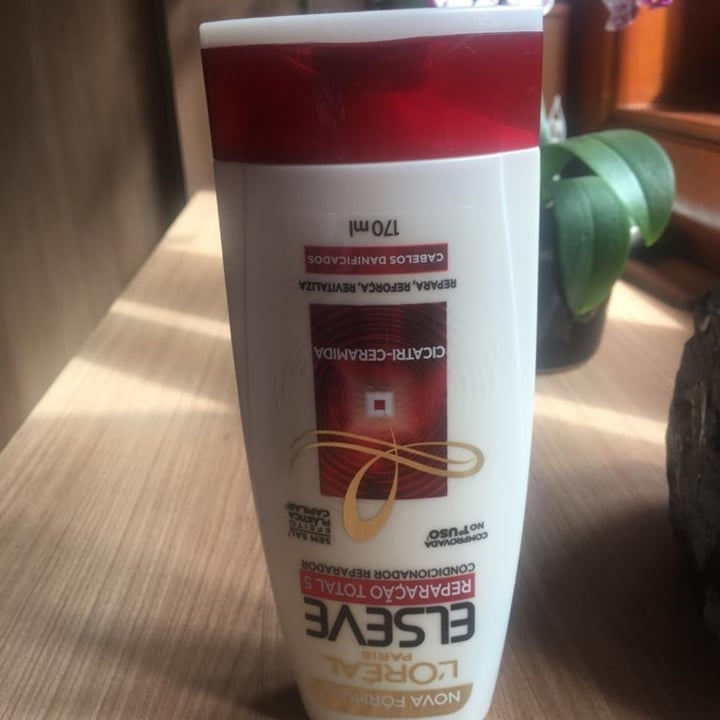 NOVA FÓRMU
L'ORÉAL
PARIS
ELSEVE
REPARAÇÃO TOTAL 5
CONDICIONADOR REPARADOR
COMPROVADA
NO 1º USO
SEM SAL
EFEITO
PLÁSTICA
CAPILAR
CICATRI-CERAMIDA
REPARA, REFORÇA, REVITALIZA
CABELOS DANIFICADOS
170 ml